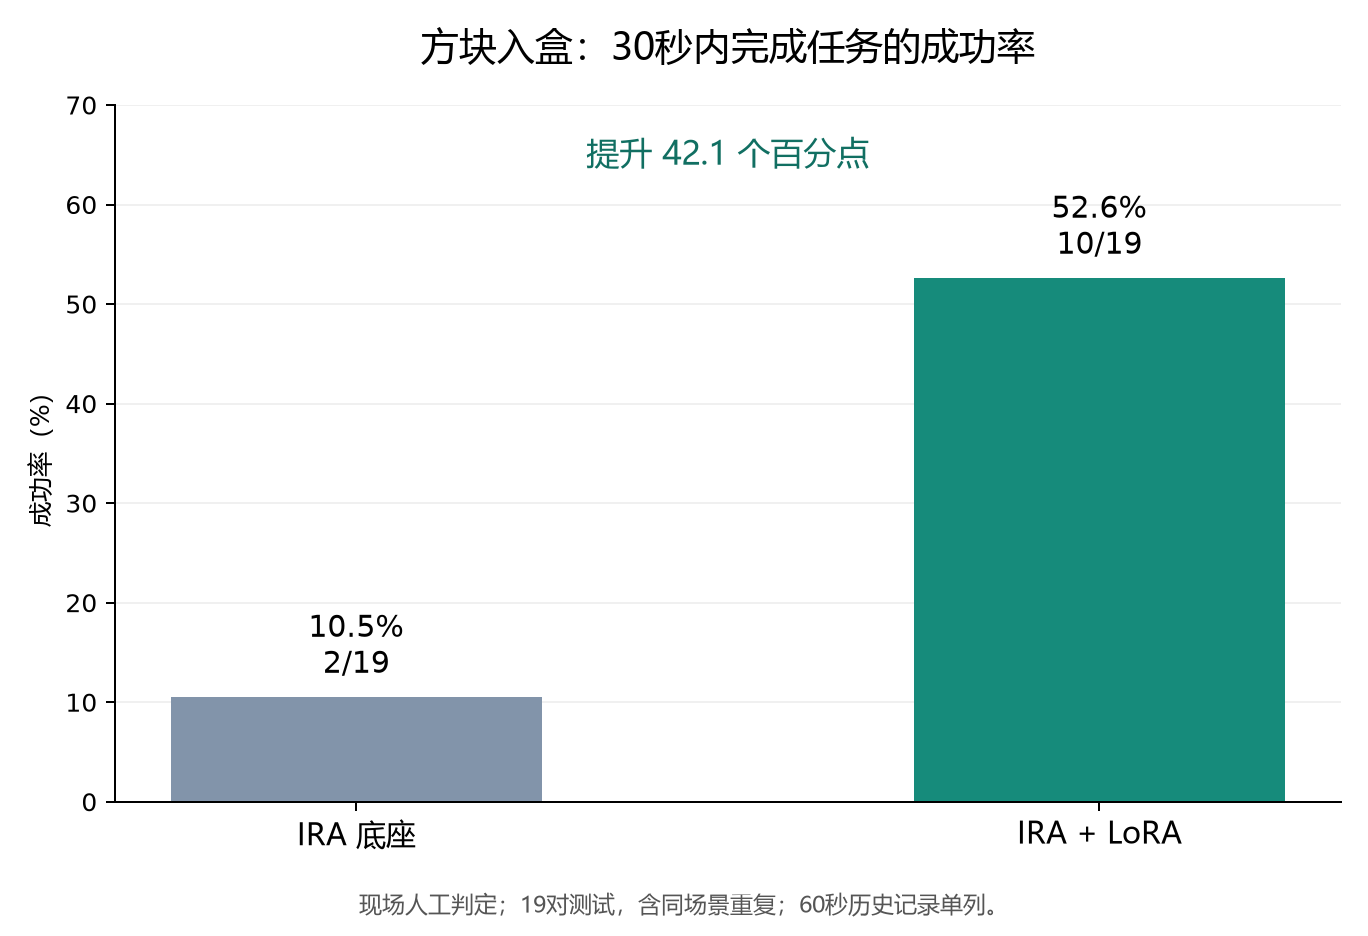 方块入盒：30秒内完成任务的成功率
提升 42.1 个百分点
成功率（%）
70
60
50
40
30
20
10
0
10.5%
2/19
52.6%
10/19
IRA 底座
IRA + LoRA
现场人工判定；19对测试，含同场景重复；60秒历史记录单列。